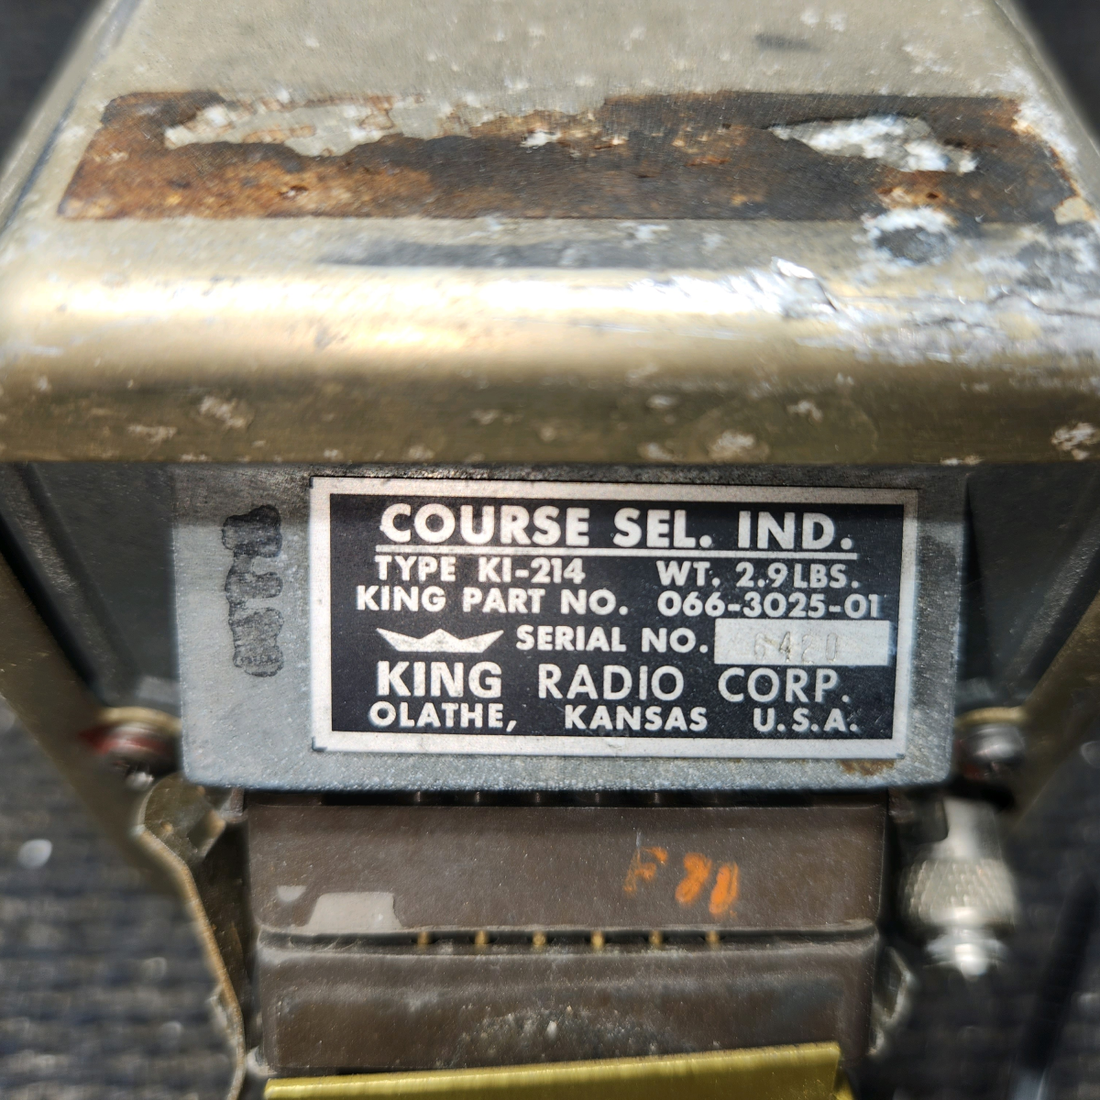 COURSE SEL. IND.
TYPE KI-214 WT. 2.9 LBS.
KING PART NO. 066-3025-01
SERIAL NO. 6420
KING RADIO CORP.
OLATHE, KANSAS U.S.A.